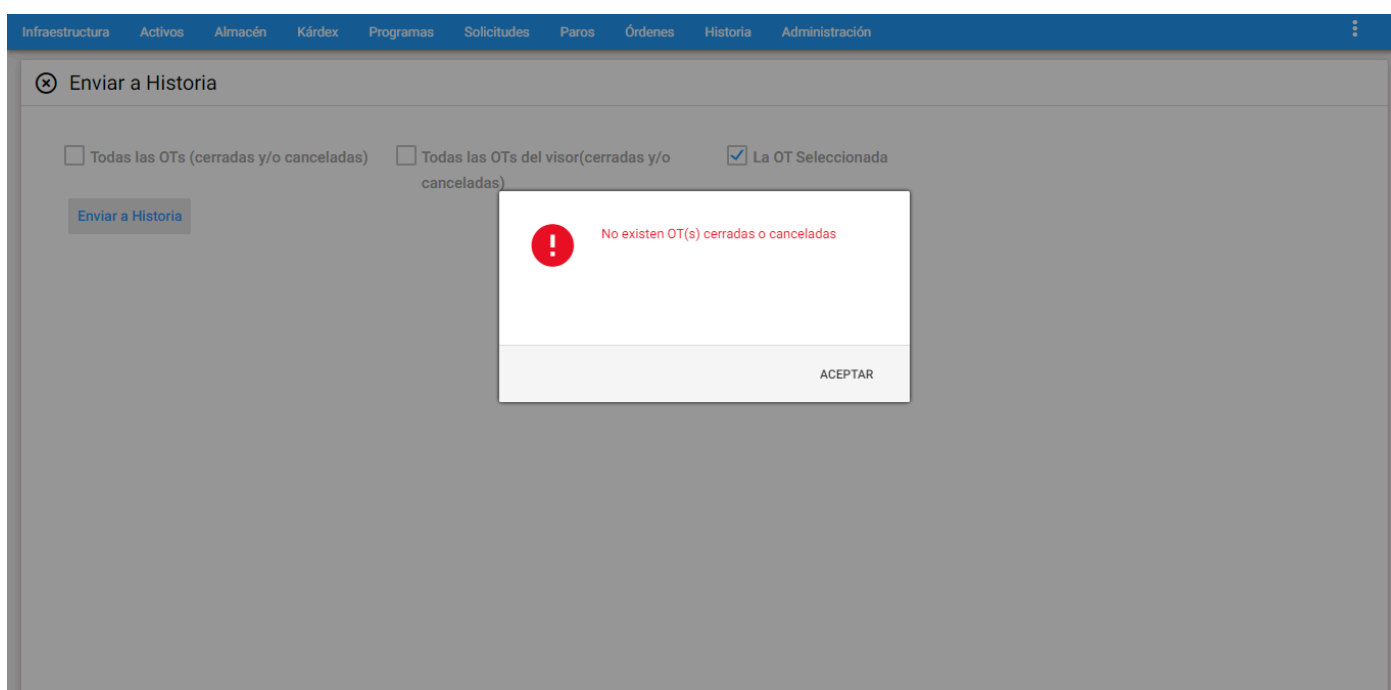 Infraestructura Activos Almacén Kárdex Programas Solicitudes Paros Órdenes Historia Administración
Enviar a Historia
Todas las OTs (cerradas y/o canceladas) Todas las OTs del visor(cerradas y/o La OT Seleccionada
canceladas)
Enviar a Historia
No existen OT(s) cerradas o canceladas
ACEPTAR